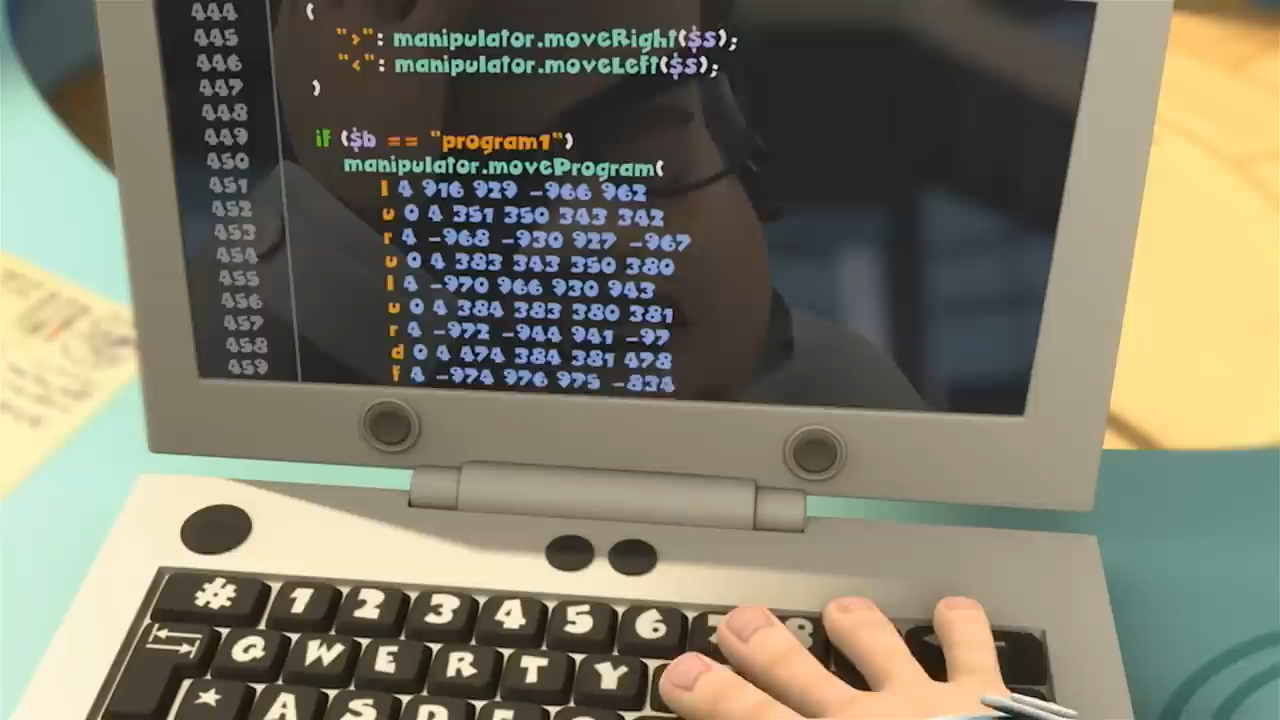 444 (
445 ">": manipulator.moveRight($s);
446 "<": manipulator.moveLeft($s);
447 )
448
449 if ($b == "program1")
450 manipulator.moveProgram(
451 l 4 916 929 -966 962
452 u 0 4 351 350 343 342
453 r 4 -968 -930 927 -967
454 u 0 4 383 343 350 380
455 l 4 -970 966 930 943
456 u 0 4 384 383 380 381
457 r 4 -972 -944 941 -97
458 d 0 4 474 384 381 478
459 f 4 -974 976 975 -834
# 1 2 3 4 5 6 7 8
Q W E R T Y
* A S D F